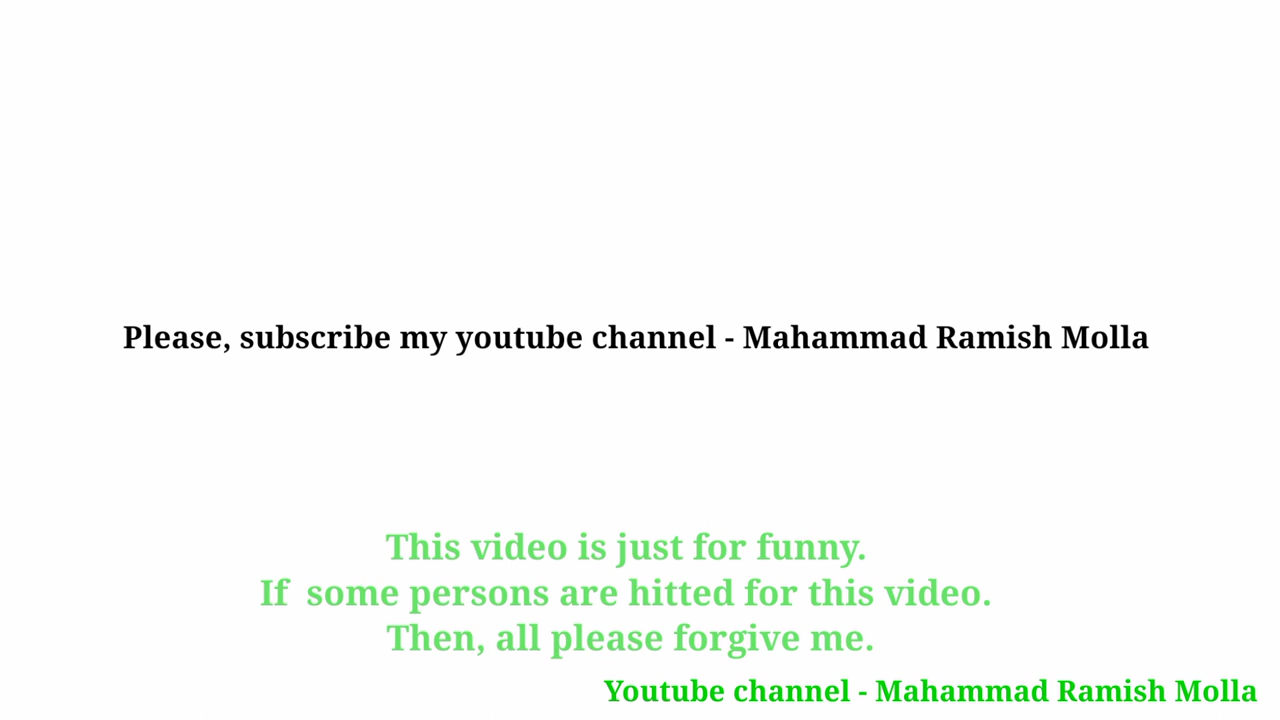 Please, subscribe my youtube channel - Mahammad Ramish Molla
This video is just for funny.
If  some persons are hitted for this video.
Then, all please forgive me.
Youtube channel - Mahammad Ramish Molla